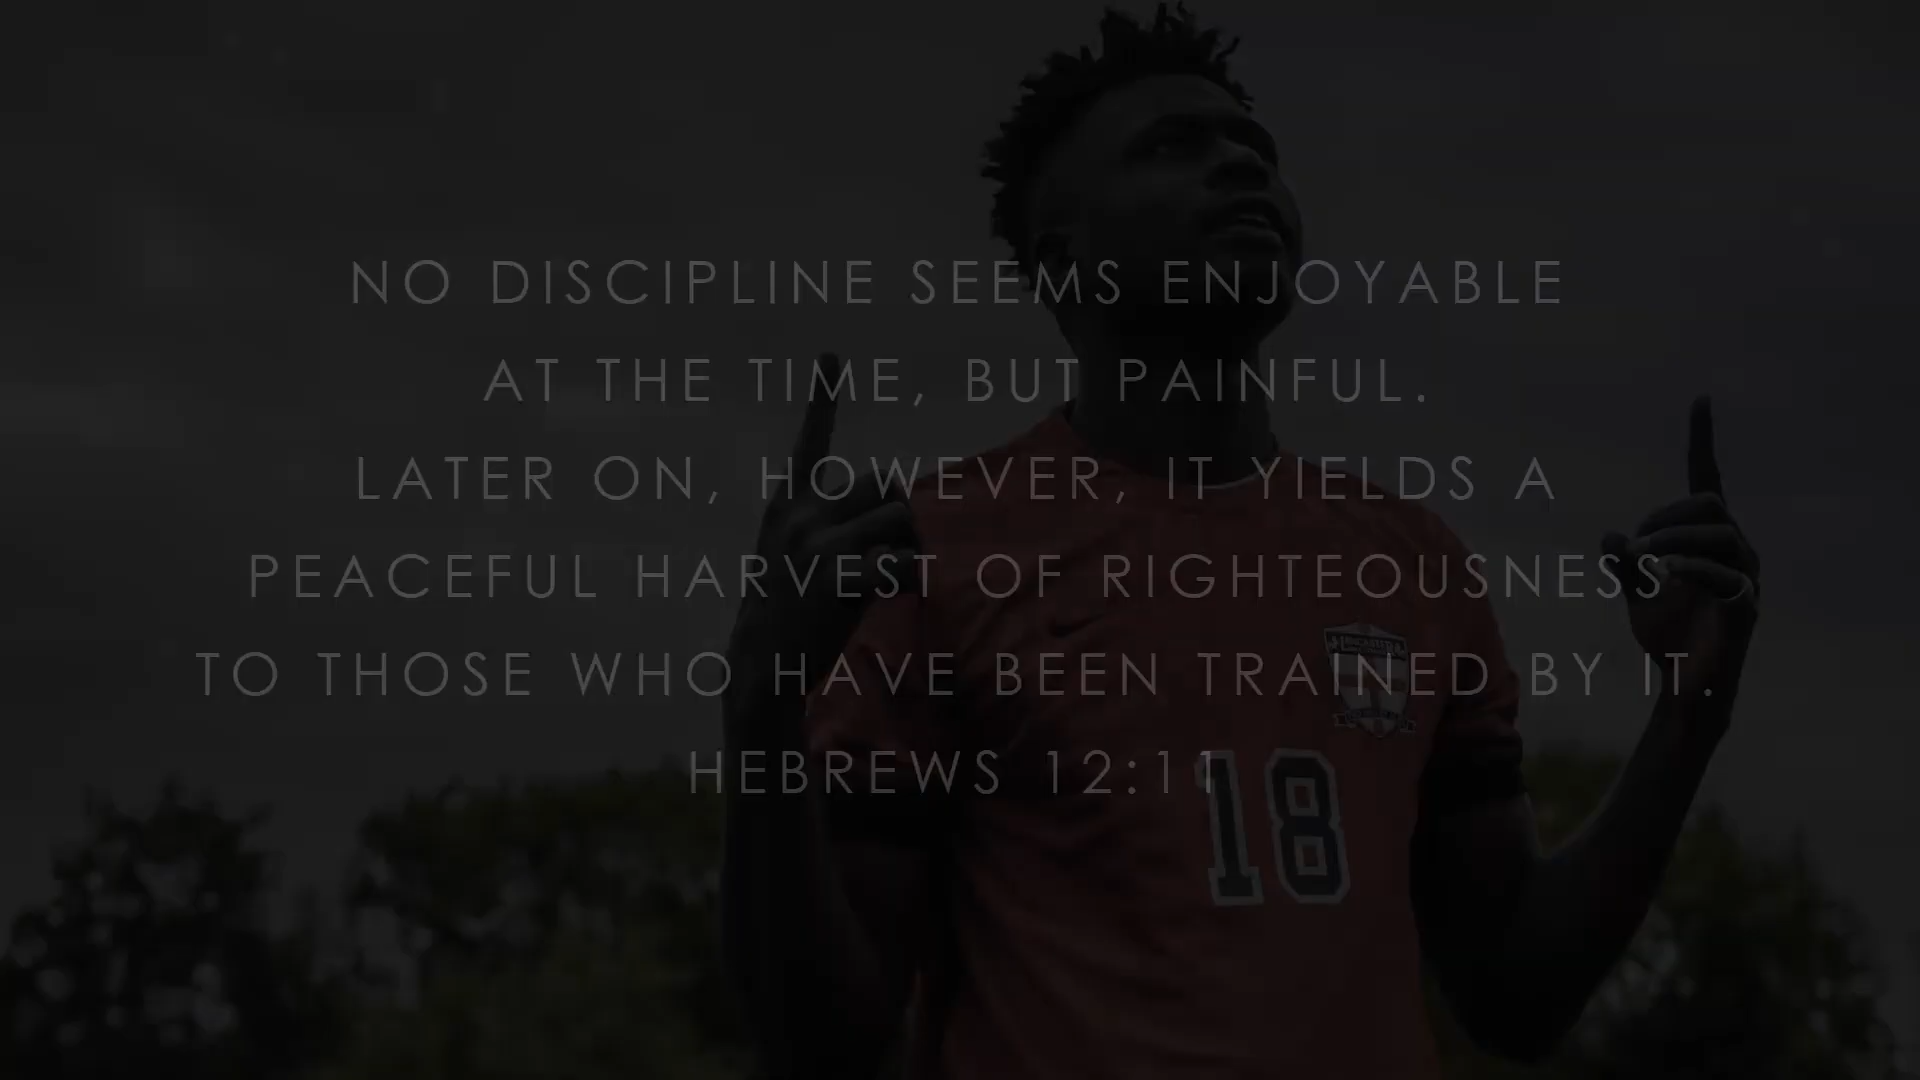 NO DISCIPLINE SEEMS ENJOYABLE
AT THE TIME, BUT PAINFUL.
LATER ON, HOWEVER, IT YIELDS A
PEACEFUL HARVEST OF RIGHTEOUSNESS
TO THOSE WHO HAVE BEEN TRAINED BY IT.
HEBREWS 12:11
18